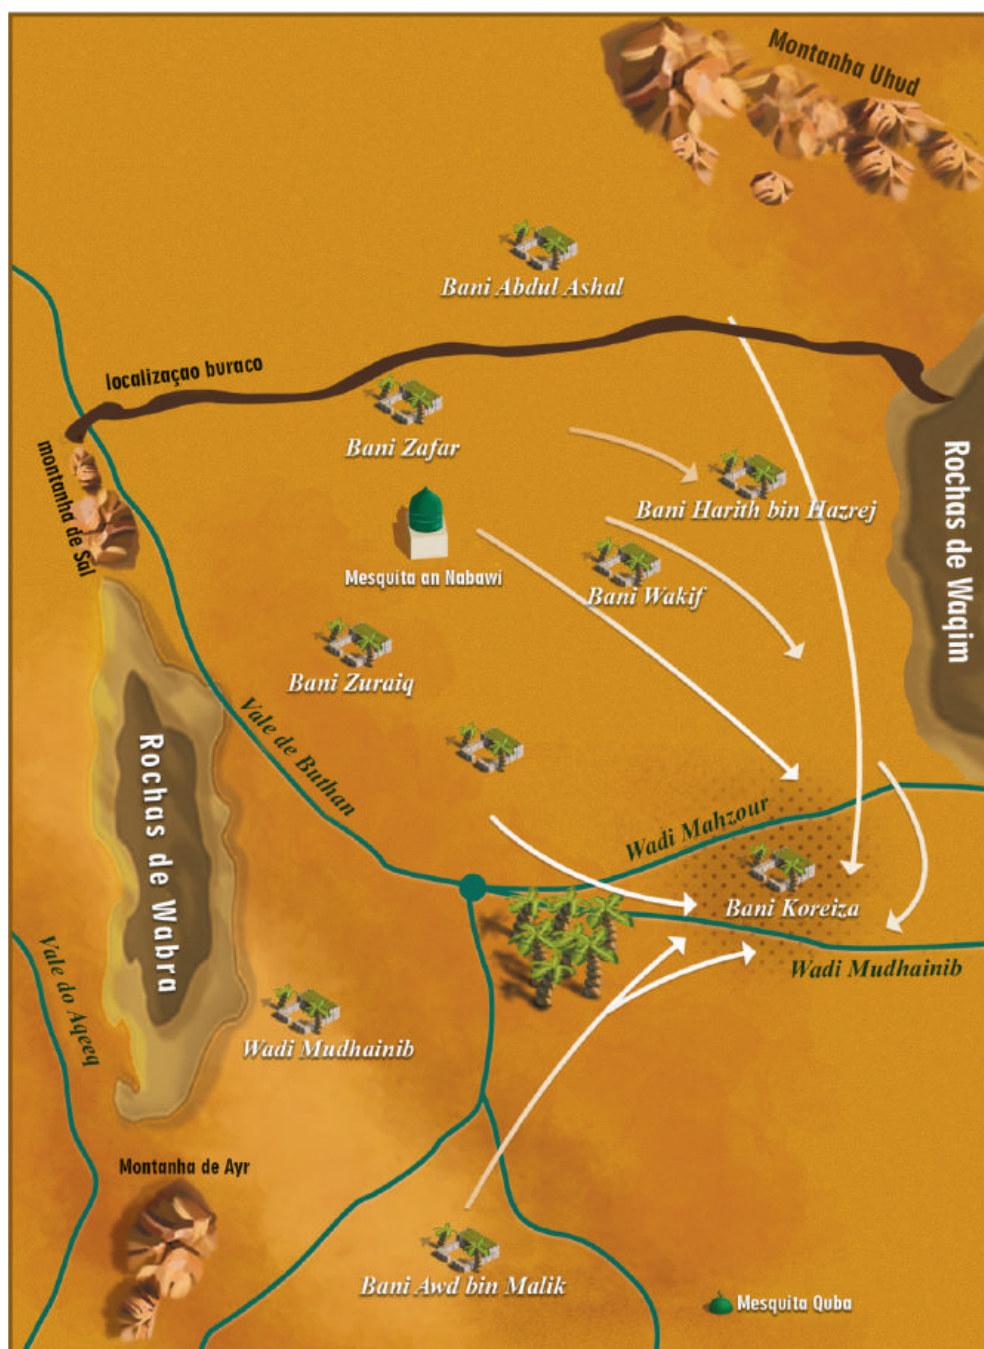 Montanha Uhud
Bani Abdul Ashal
localizaçao buraco
Bani Zafar
montanha de Sal
Bani Harith bin Hazrej
Rochas de Waqim
Mesquita an Nabawi
Bani Wakif
Bani Zuraiq
Vale de Buthan
Rochas de Wabra
Wadi Mahzour
Bani Koreiza
Wadi Mudhainib
Vale do Aqeeq
Wadi Mudhainib
Montanha de Ayr
Bani Awd bin Malik
Mesquita Quba